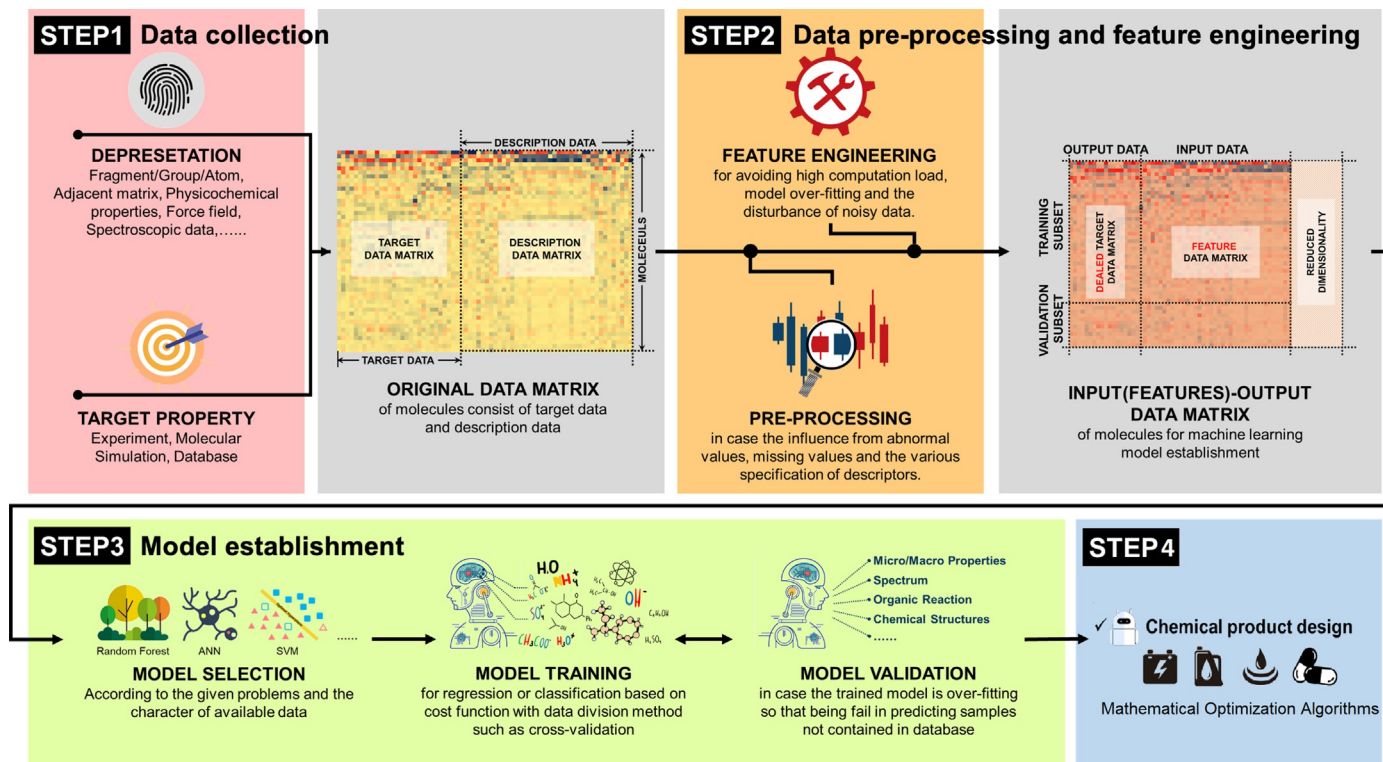 STEP1 Data collection
DEPRESETATION
Fragment/Group/Atom,
Adjacent matrix, Physicochemical
properties, Force field,
Spectroscopic data,......
TARGET PROPERTY
Experiment, Molecular
Simulation, Database
DESCRIPTION DATA
TARGET
DATA MATRIX
DESCRIPTION
DATA MATRIX
MOLECEULS
TARGET DATA
ORIGINAL DATA MATRIX
of molecules consist of target data
and description data
STEP2 Data pre-processing and feature engineering
FEATURE ENGINEERING
for avoiding high computation load,
model over-fitting and the
disturbance of noisy data.
PRE-PROCESSING
in case the influence from abnormal
values, missing values and the various
specification of descriptors.
OUTPUT DATA
INPUT DATA
TRAINING
SUBSET
VALIDATION
SUBSET
DEALED TARGET
DATA MATRIX
FEATURE
DATA MATRIX
REDUCED
DIMENSIONALITY
INPUT(FEATURES)-OUTPUT
DATA MATRIX
of molecules for machine learning
model establishment
STEP3 Model establishment
Random Forest
ANN
SVM
......
MODEL SELECTION
According to the given problems and the
character of available data
H₂O
NH₄⁺
SO₄²⁻
OH⁻
CH₃COO⁻
H₃O⁺
H₂SO₄
MODEL TRAINING
for regression or classification based on
cost function with data division method
such as cross-validation
•Micro/Macro Properties
•Spectrum
•Organic Reaction
•Chemical Structures
•......
MODEL VALIDATION
in case the trained model is over-fitting
so that being fail in predicting samples
not contained in database
STEP4
✓ Chemical product design
Mathematical Optimization Algorithms